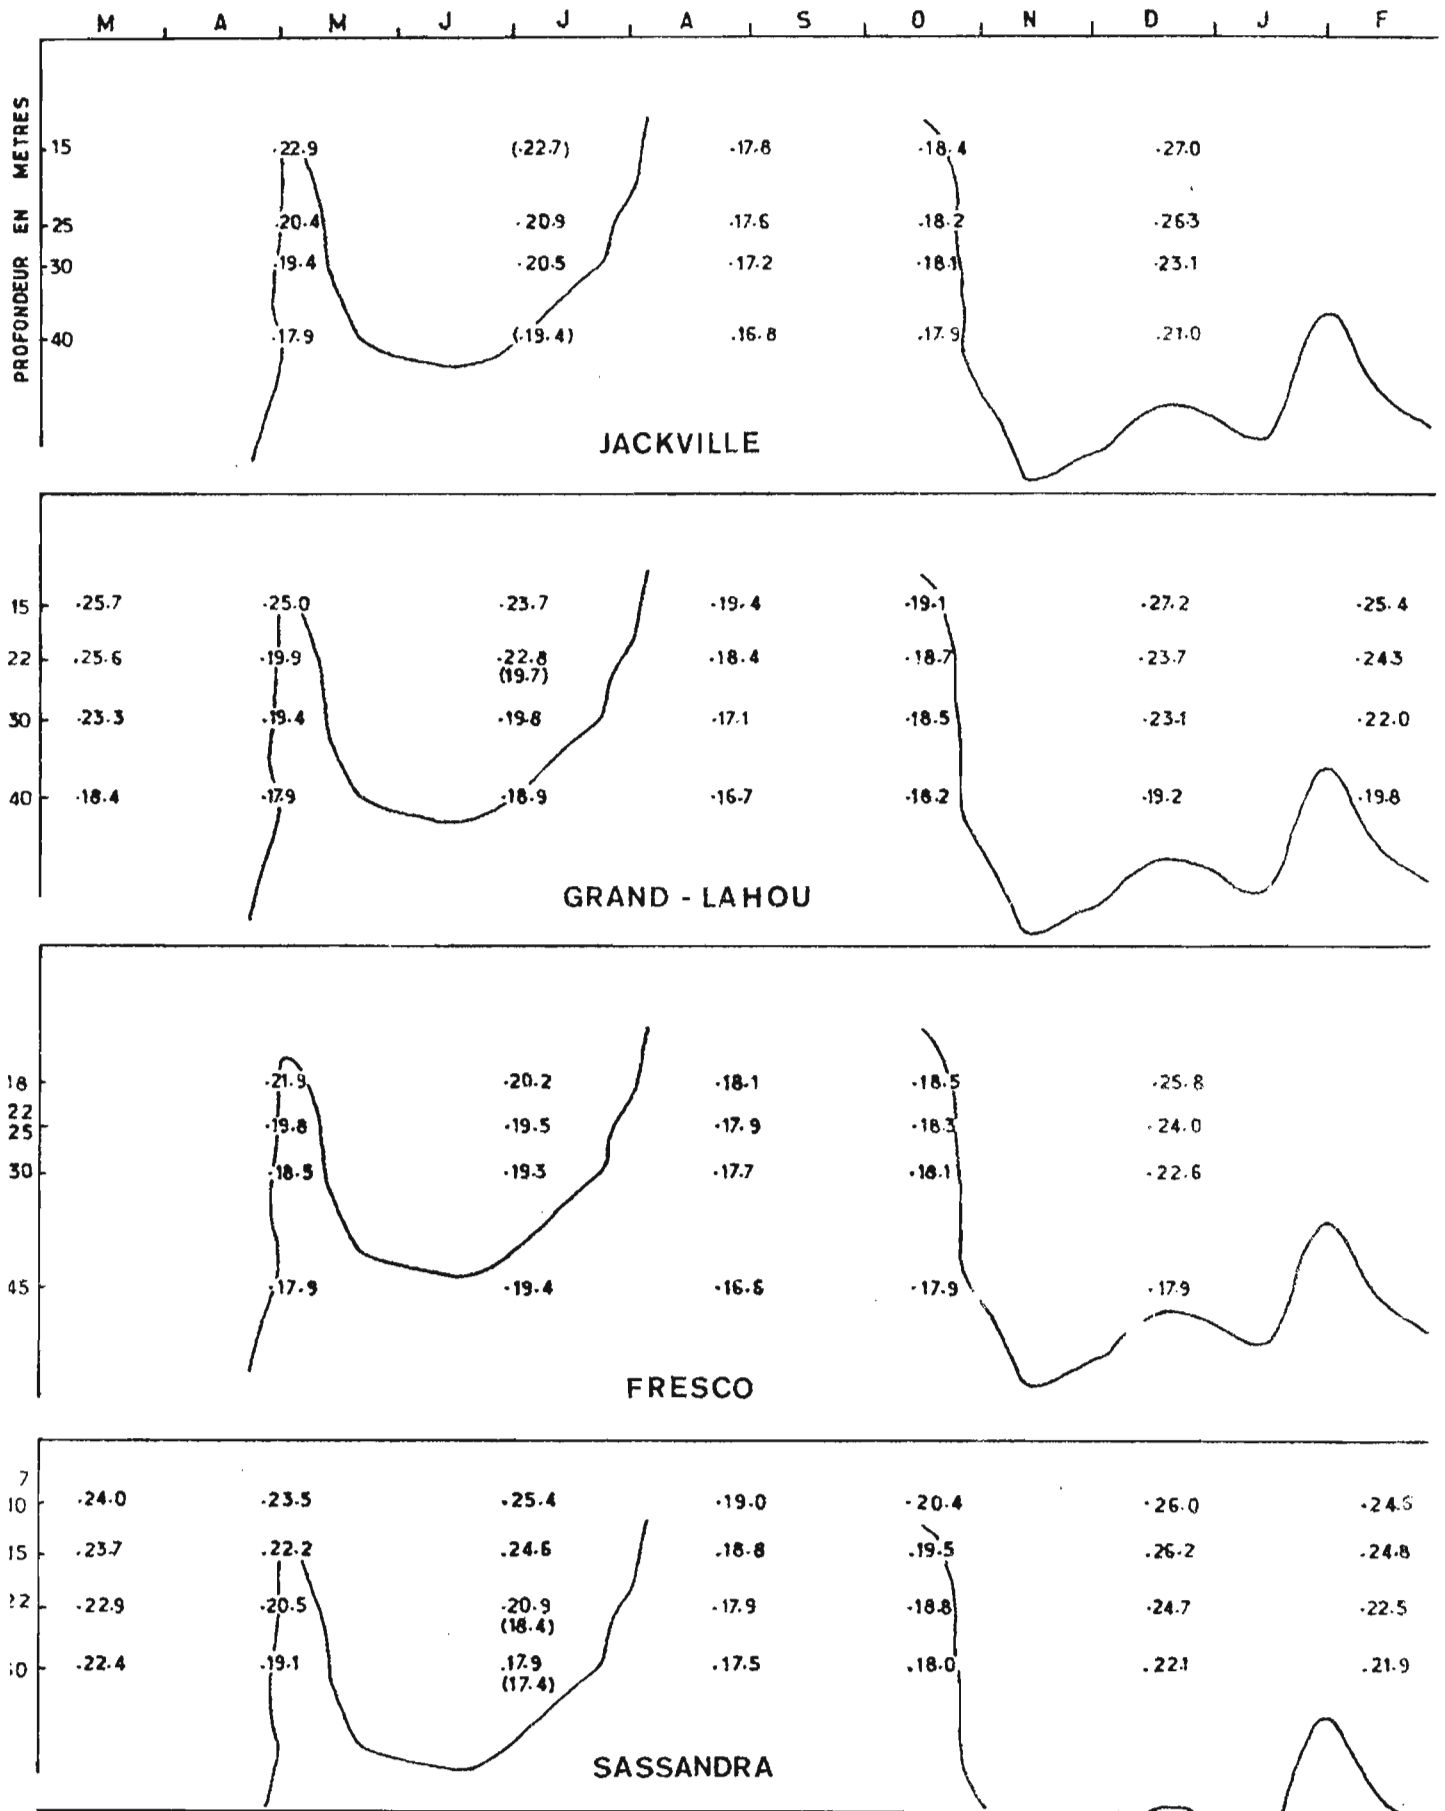 M A M J J A S O N D J F
PROFONDEUR EN METRES
15 .22.9 (.22.7) .17.8 .18.4 .27.0
25 .20.4 .20.9 .17.6 .18.2 .26.3
30 .19.4 .20.5 .17.2 .18.1 .23.1
40 .17.9 (.19.4) .16.8 .17.9 .21.0
JACKVILLE
15 .25.7 .25.0 .23.7 .19.4 .19.1 .27.2 .25.4
22 .25.6 .19.9 .22.8 .18.4 .18.7 .23.7 .24.3
(19.7)
30 .23.3 .19.4 .19.8 .17.1 .18.5 .23.1 .22.0
40 .18.4 .17.9 .18.9 .16.7 .18.2 .19.2 .19.8
GRAND - LAHOU
18 .21.9 .20.2 .18.1 .18.5 .25.8
22
25 .19.8 .19.5 .17.9 .18.3 .24.0
30 .18.5 .19.3 .17.7 .18.1 .22.6
45 .17.9 .19.4 .16.6 .17.9 .17.9
FRESCO
7
10 .24.0 .23.5 .25.4 .19.0 .20.4 .26.0
15 .23.7 .22.2 .24.6 .18.8 .19.5 .26.2 .24.8
22 .22.9 .20.5 .20.9 .17.9 .18.8 .24.7 .22.5
(18.4)
.22.4 .19.1 .17.9 .17.5 .18.0 .22.1 .21.9
(17.4)
SASSANDRA